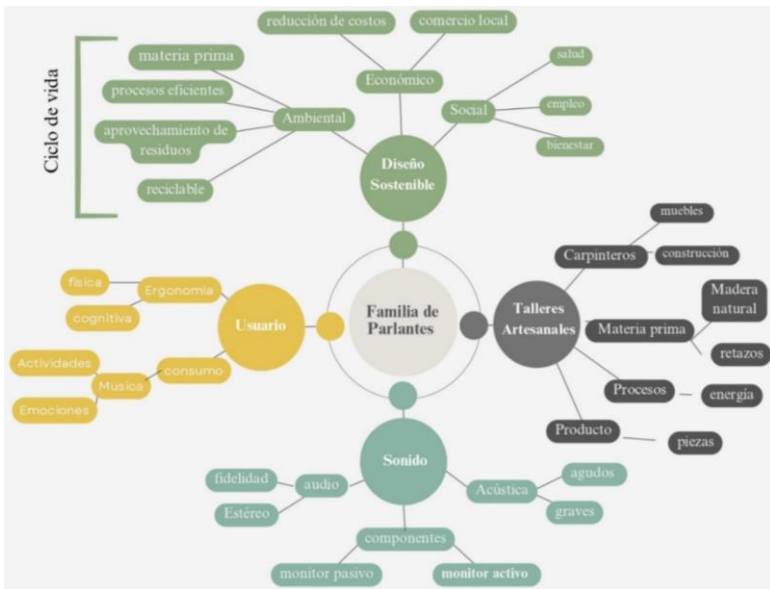 reducción de costos
comercio local
materia prima
procesos eficientes
aprovechamiento de
residuos
reciclable
Ciclo de vida
Ambiental
Económico
Social
salud
empleo
bienestar
Diseño
Sostenible
muebles
Carpinteros
construcción
Talleres
Artesanales
Materia prima
Madera
natural
retazos
Procesos
energía
Producto
piezas
Familia de
Parlantes
Usuario
fisica
Ergonomia
cognitiva
Actividades
Musica
consumo
Emociones
Sonido
fidelidad
audio
Estéreo
Acústica
agudos
graves
componentes
monitor pasivo
monitor activo